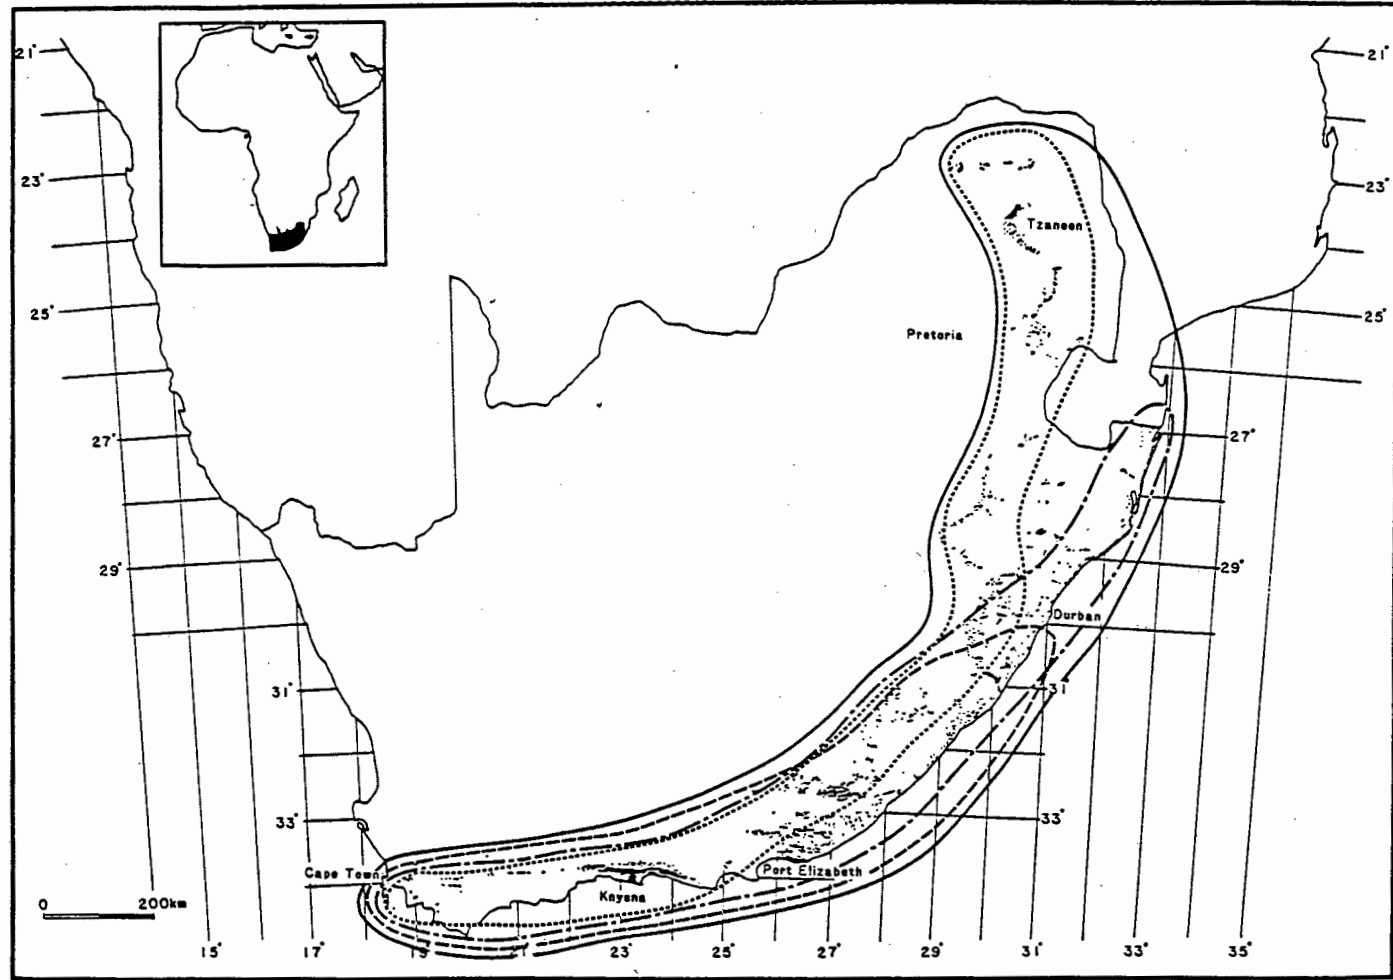 21°
21°
23°
23°
Tzaneen
25°
25°
Pretoria
27°
27°
29°
29°
Durban
31°
31
33°
33°
Cape Town
Port Elizabeth
Knysna
0 200km
15° 17° 19° 21° 23° 25° 27° 29° 31° 33° 35°